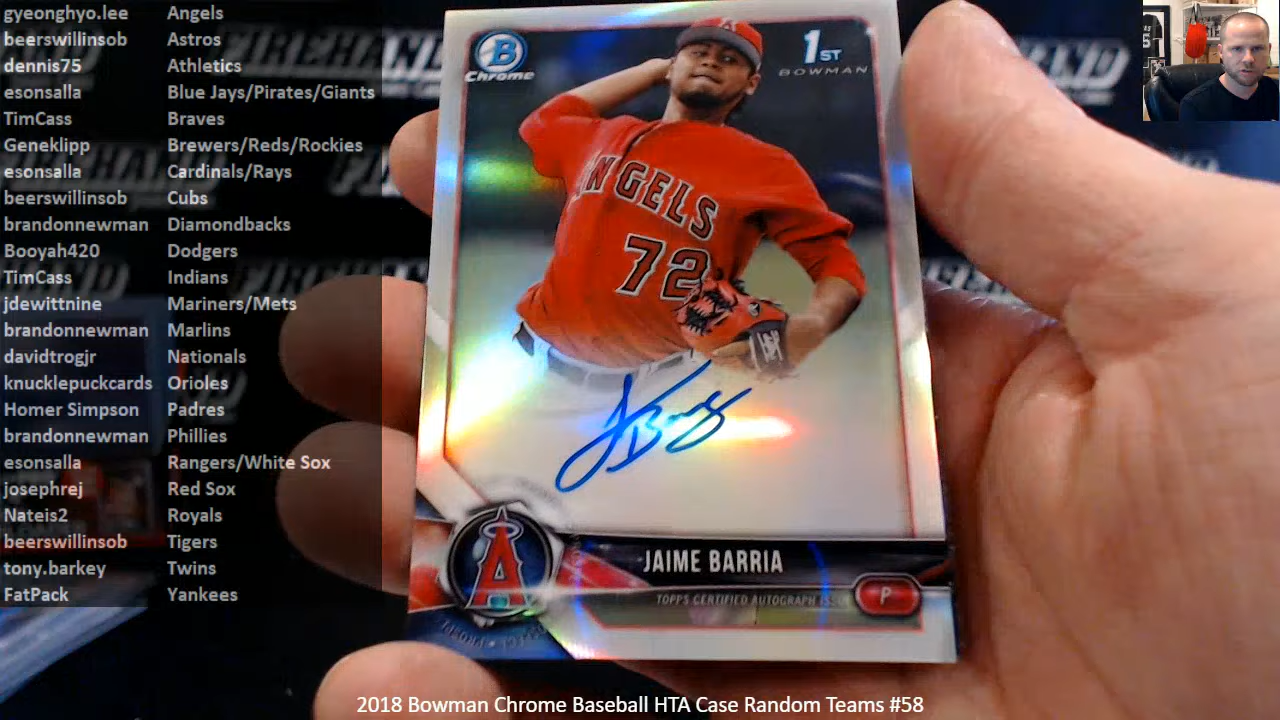 gyeonghyo.lee Angels
beerswillinsob Astros
dennis75 Athletics
esonsalla Blue Jays/Pirates/Giants
TimCass Braves
Geneklipp Brewers/Reds/Rockies
esonsalla Cardinals/Rays
beerswillinsob Cubs
brandonnewman Diamondbacks
Booyah420 Dodgers
TimCass Indians
jdewittnine Mariners/Mets
brandonnewman Marlins
davidtrogjr Nationals
knucklepuckcards Orioles
Homer Simpson Padres
brandonnewman Phillies
esonsalla Rangers/White Sox
josephrej Red Sox
Nateis2 Royals
beerswillinsob Tigers
tony.barkey Twins
FatPack Yankees
B
Chrome
1ST
BOWMAN
ANGELS
72
JAIME BARRIA
TOPPS CERTIFIED AUTOGRAPH ISSUE
P
2018 Bowman Chrome Baseball HTA Case Random Teams #58